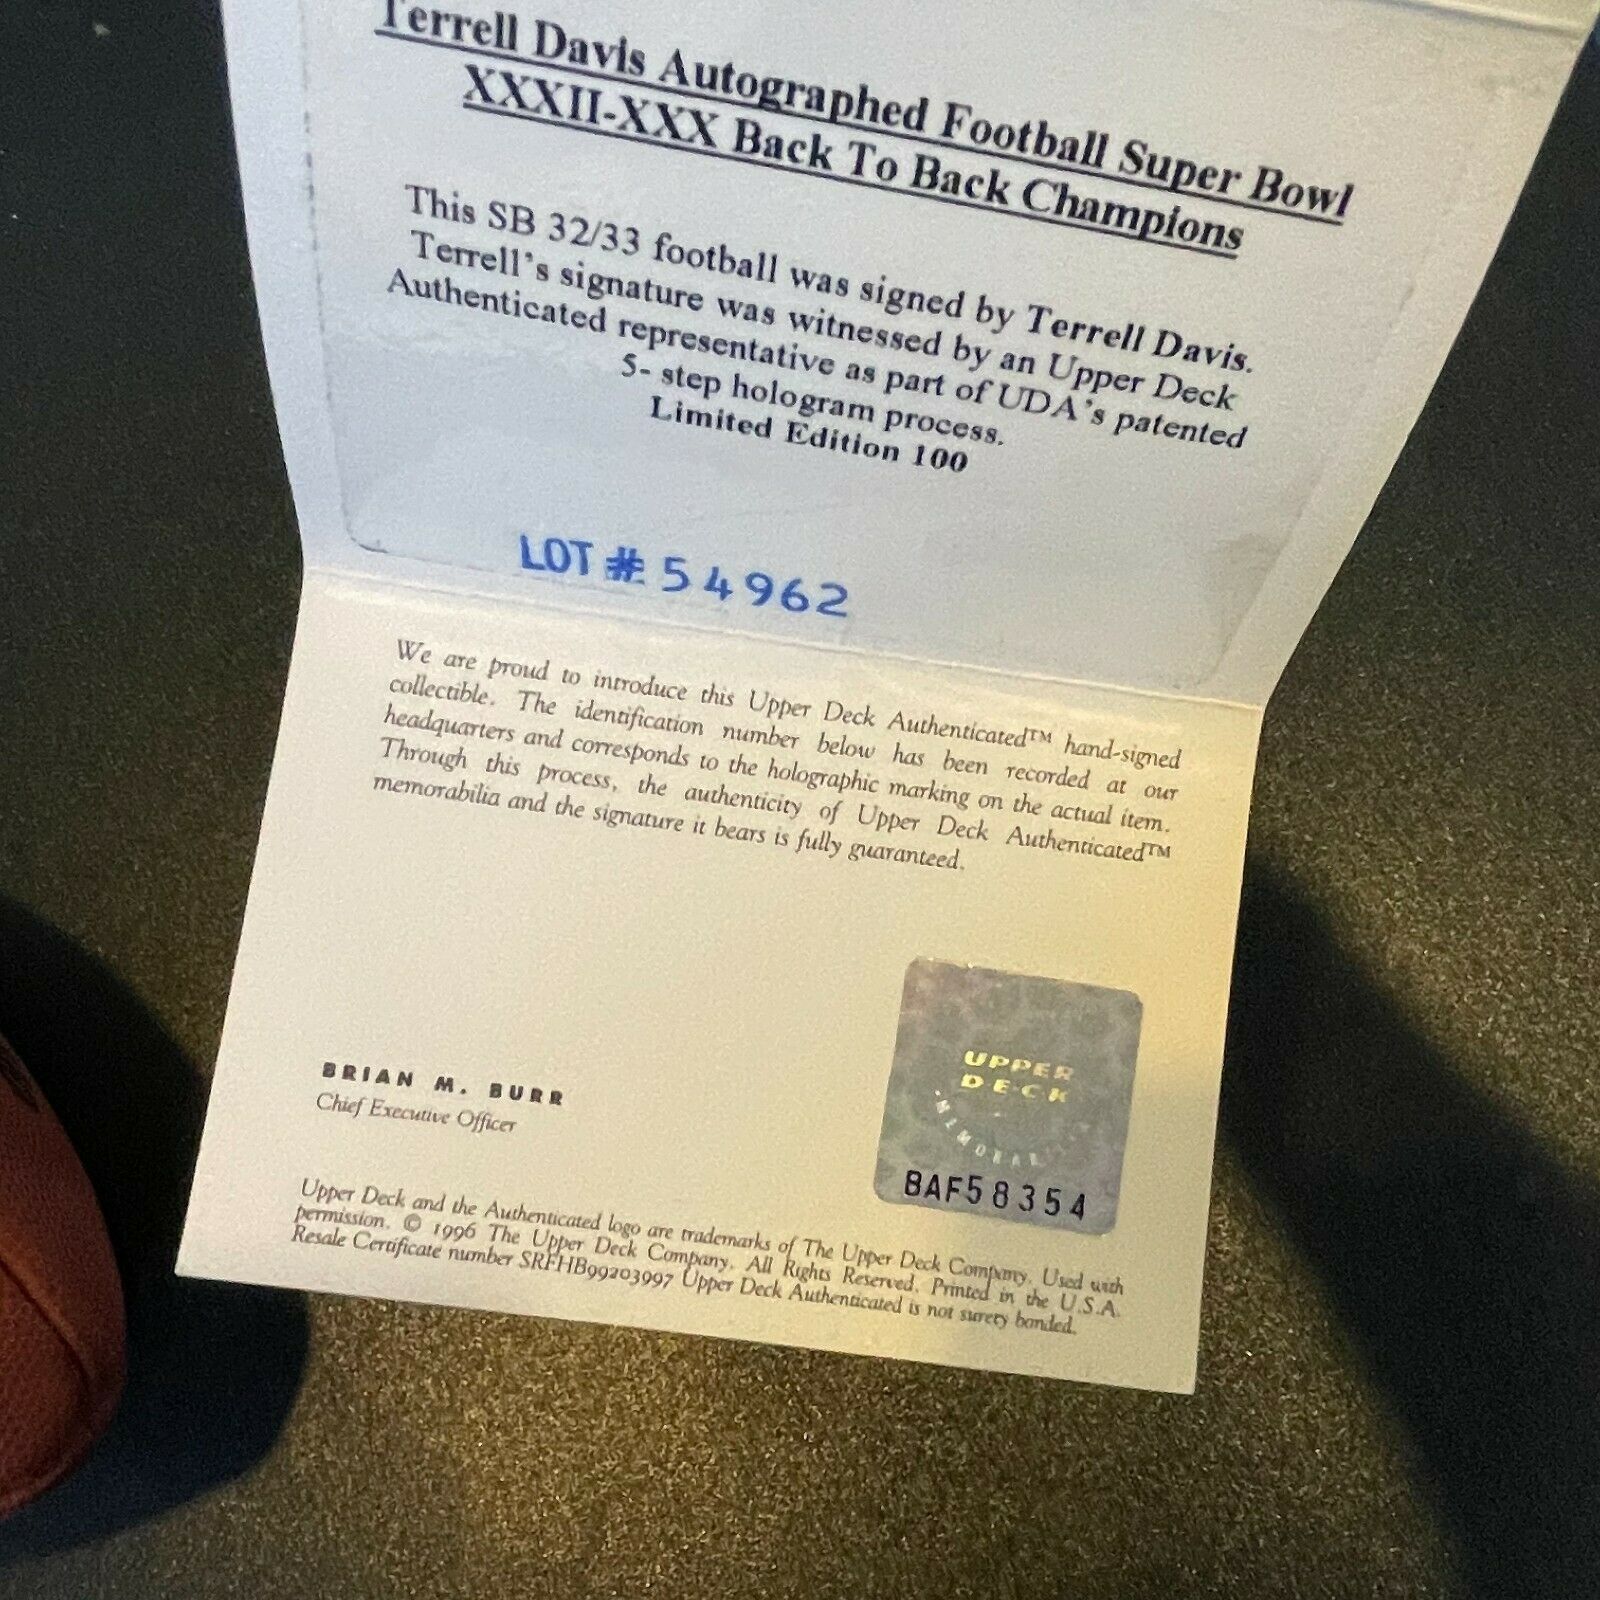 Terrell Davis Autographed Football Super Bowl
XXXII-XXX Back To Back Champions
This SB 32/33 football was signed by Terrell Davis.
Terrell's signature was witnessed by an Upper Deck
Authenticated representative as part of UDA's patented
5- step hologram process.
Limited Edition 100
LOT # 54962
We are proud to introduce this Upper Deck Authenticated™ hand-signed
collectible. The identification number below has been recorded at our
headquarters and corresponds to the holographic marking on the actual item.
Through this process, the authenticity of Upper Deck Authenticated™
memorabilia and the signature it bears is fully guaranteed.
UPPER
DECK
MEMORABILIA
BAF58354
BRIAN M. BURR
Chief Executive Officer
Upper Deck and the Authenticated logo are trademarks of The Upper Deck Company. Used with
permission. © 1996 The Upper Deck Company. All Rights Reserved. Printed in the U.S.A.
Resale Certificate number SRFHB99203997 Upper Deck Authenticated is not surety bonded.